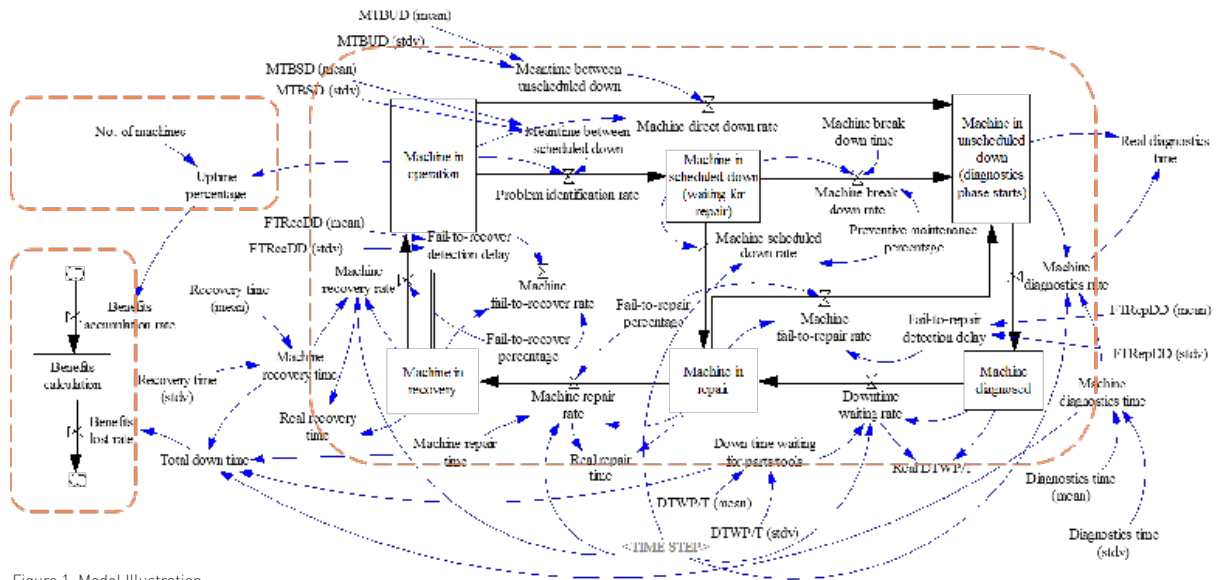 MTBUD (mean)
MTBUD (stdv)
MTBSD (mean)
MTBSD (stdv)
Meantime between
unscheduled down
Meantime between
scheduled down
Machine direct down rate
Machine break
down time
Machine in
operation
Machine in
scheduled down
(waiting for
repair)
Machine in
unscheduled
down
(diagnostics
phase starts)
Real diagnostics
time
No. of machines
Uptime
percentage
Problem identification rate
Machine break
down rate
Preventive maintenance
percentage
FTRecDD (mean)
FTRecDD (stdv)
Fail-to-recover
detection delay
Machine scheduled
down rate
Machine
recovery rate
Machine
fail-to-recover rate
Machine
diagnostics rate
Benefits
accumulation rate
Recovery time
(mean)
Fail-to-repair
percentage
Machine
fail-to-repair rate
Fail-to-repair
detection delay
FTRepDD (mean)
FTRepDD (stdv)
Fail-to-recover
percentage
Benefits
calculation
Machine
recovery time
Recovery time
(stdv)
Machine in
recovery
Machine in
repair
Machine
diagnosed
Machine
diagnostics time
Machine repair
rate
Downtime
waiting rate
Benefits
lost rate
Real recovery
time
Total down time
Machine repair
time
Real repair
time
Down time waiting
for parts/tools
Real DTWP/T
DTWP/T (mean)
DTWP/T (stdv)
Diagnostics time
(mean)
Diagnostics time
(stdv)
<TIME STEP>
Figure 1. Model Illustration